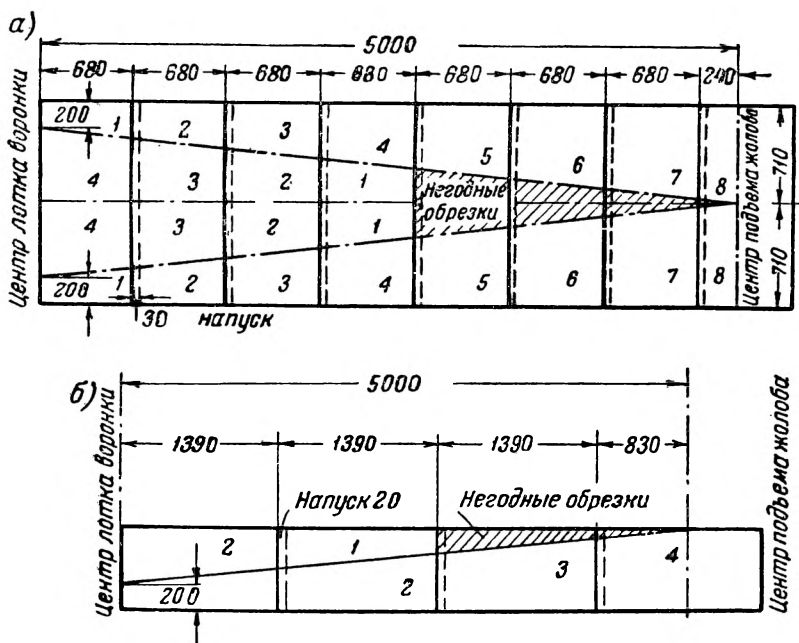 а)
5000
680 680 680 680 680 680 680 240
Центр лотка воронки
200
1 2 3 4 5 6 7 8
4 3 2 1
Негодные
обрезки
4 3 2 1
200
1 2 3 4 5 6 7 8
30 напуск
710
710
Центр подъема жолоба
б)
5000
1390 1390 1390 830
Центр лотка воронки
Напуск 20
Негодные обрезки
2 1
2 3 4
200
Центр подъема жолоба